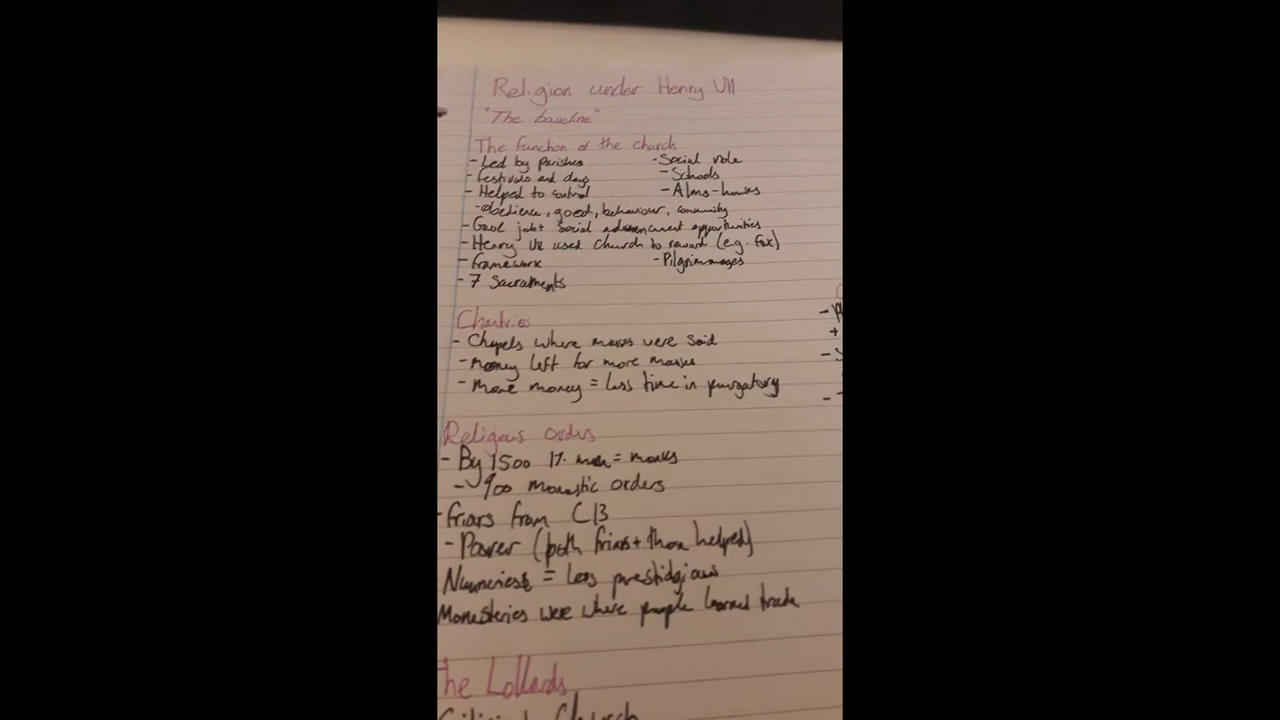 Religion under Henry VII
"The baseline"
The function of the church
- Led by parishes - Social role
- Festivals and days - Schools
- Helped to control - Alms-houses
- obedience, good, behaviour, community
- Gave jobs + social advancement opportunities
- Henry VII used church to reward (e.g. Fox)
- Framework - Pilgrimages
- 7 Sacraments
Chantries
- Chapels where masses were said
- money left for more masses
- More money = less time in purgatory
Religious orders
- By 1500 1% men = monks
- 900 monastic orders
- Friars from C13
- Poorer (both friars + them helped)
Nunneries = less prestidgious
Monasteries were where people learned trade
The Lollards
Church